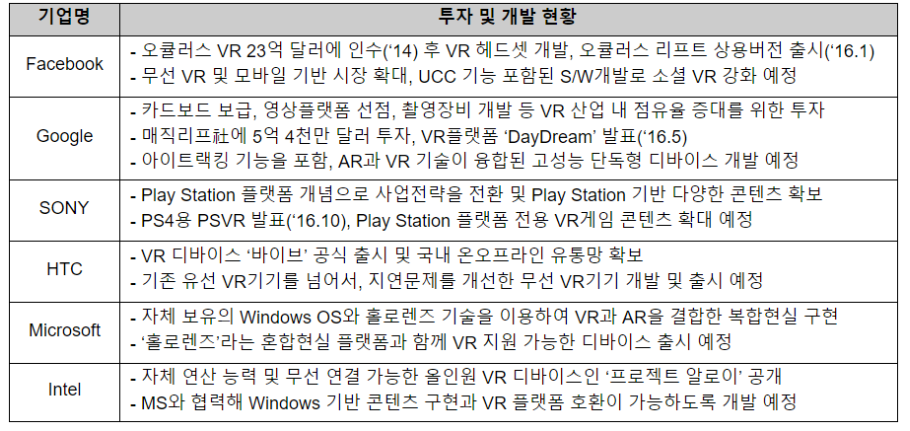 기업명 투자 및 개발 현황
Facebook
- 오큘러스 VR 23억 달러에 인수(‘14) 후 VR 헤드셋 개발, 오큘러스 리프트 상용버전 출시(‘16.1)
- 무선 VR 및 모바일 기반 시장 확대, UCC 기능 포함된 S/W개발로 소셜 VR 강화 예정
Google
- 카드보드 보급, 영상플랫폼 선점, 촬영장비 개발 등 VR 산업 내 점유율 증대를 위한 투자
- 매직리프社에 5억 4천만 달러 투자, VR플랫폼 ‘DayDream’ 발표(‘16.5)
- 아이트랙킹 기능을 포함, AR과 VR 기술이 융합된 고성능 단독형 디바이스 개발 예정
SONY
- Play Station 플랫폼 개념으로 사업전략을 전환 및 Play Station 기반 다양한 콘텐츠 확보
- PS4용 PSVR 발표(‘16.10), Play Station 플랫폼 전용 VR게임 콘텐츠 확대 예정
HTC
- VR 디바이스 ‘바이브’ 공식 출시 및 국내 온오프라인 유통망 확보
- 기존 유선 VR기기를 넘어서, 지연문제를 개선한 무선 VR기기 개발 및 출시 예정
Microsoft
- 자체 보유의 Windows OS와 홀로렌즈 기술을 이용하여 VR과 AR을 결합한 복합현실 구현
- ‘홀로렌즈’라는 혼합현실 플랫폼과 함께 VR 지원 가능한 디바이스 출시 예정
Intel
- 자체 연산 능력 및 무선 연결 가능한 올인원 VR 디바이스인 ‘프로젝트 알로이’ 공개
- MS와 협력해 Windows 기반 콘텐츠 구현과 VR 플랫폼 호환이 가능하도록 개발 예정